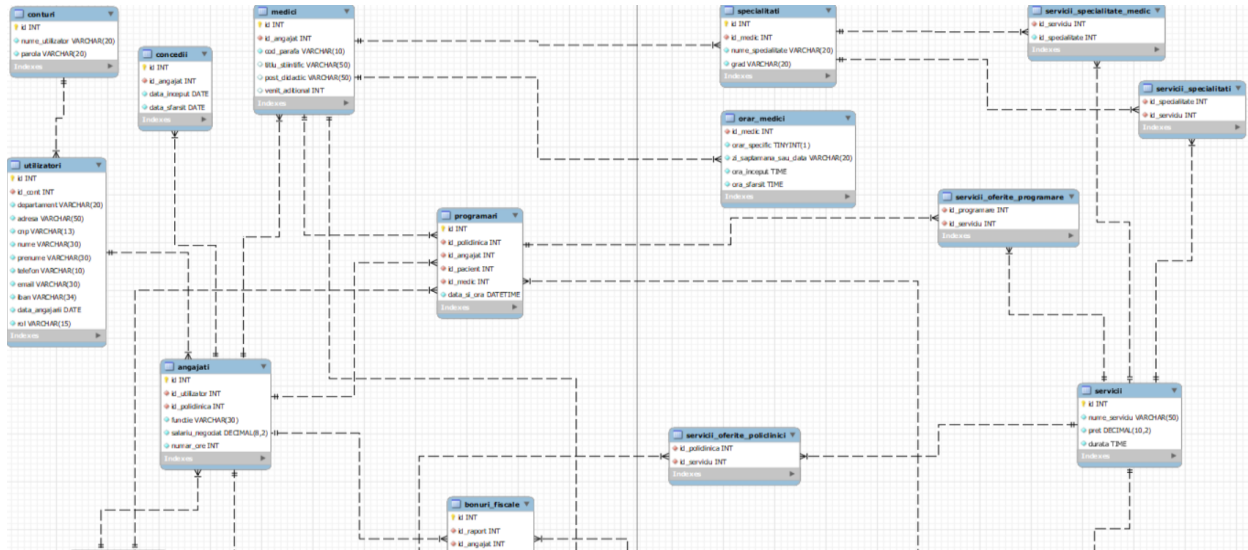 conturi
id INT
nume_utilizator VARCHAR(20)
parola VARCHAR(20)
Indexes
concedii
id INT
id_angajat INT
data_inceput DATE
data_sfarsit DATE
Indexes
medici
id INT
id_angajat INT
cod_parafa VARCHAR(10)
titlu_stiintific VARCHAR(50)
post_didactic VARCHAR(50)
venit_aditional INT
Indexes
specialitati
id INT
id_medic INT
nume_specialitate VARCHAR(20)
grad VARCHAR(20)
Indexes
servicii_specialitate_medic
id_serviciu INT
id_specialitate INT
Indexes
servicii_specialitati
id_specialitate INT
id_serviciu INT
Indexes
orar_medici
id_medic INT
orar_specific TINYINT(1)
zi_saptamana_sau_data VARCHAR(20)
ora_inceput TIME
ora_sfarsit TIME
Indexes
utilizatori
id INT
id_cont INT
departament VARCHAR(20)
adresa VARCHAR(50)
cnp VARCHAR(13)
nume VARCHAR(30)
prenume VARCHAR(30)
telefon VARCHAR(10)
email VARCHAR(30)
iban VARCHAR(34)
data_angajarii DATE
rol VARCHAR(15)
Indexes
programari
id INT
id_policlinica INT
id_angajat INT
id_pacient INT
id_medic INT
data_si_ora DATETIME
Indexes
servicii_oferite_programare
id_programare INT
id_serviciu INT
Indexes
angajati
id INT
id_utilizator INT
id_policlinica INT
functie VARCHAR(30)
salariu_negociat DECIMAL(8,2)
numar_ore INT
Indexes
servicii
id INT
nume_serviciu VARCHAR(50)
pret DECIMAL(10,2)
durata TIME
Indexes
servicii_oferite_policlinici
id_policlinica INT
id_serviciu INT
Indexes
bonuri_fiscale
id INT
id_raport INT
id_angajat INT